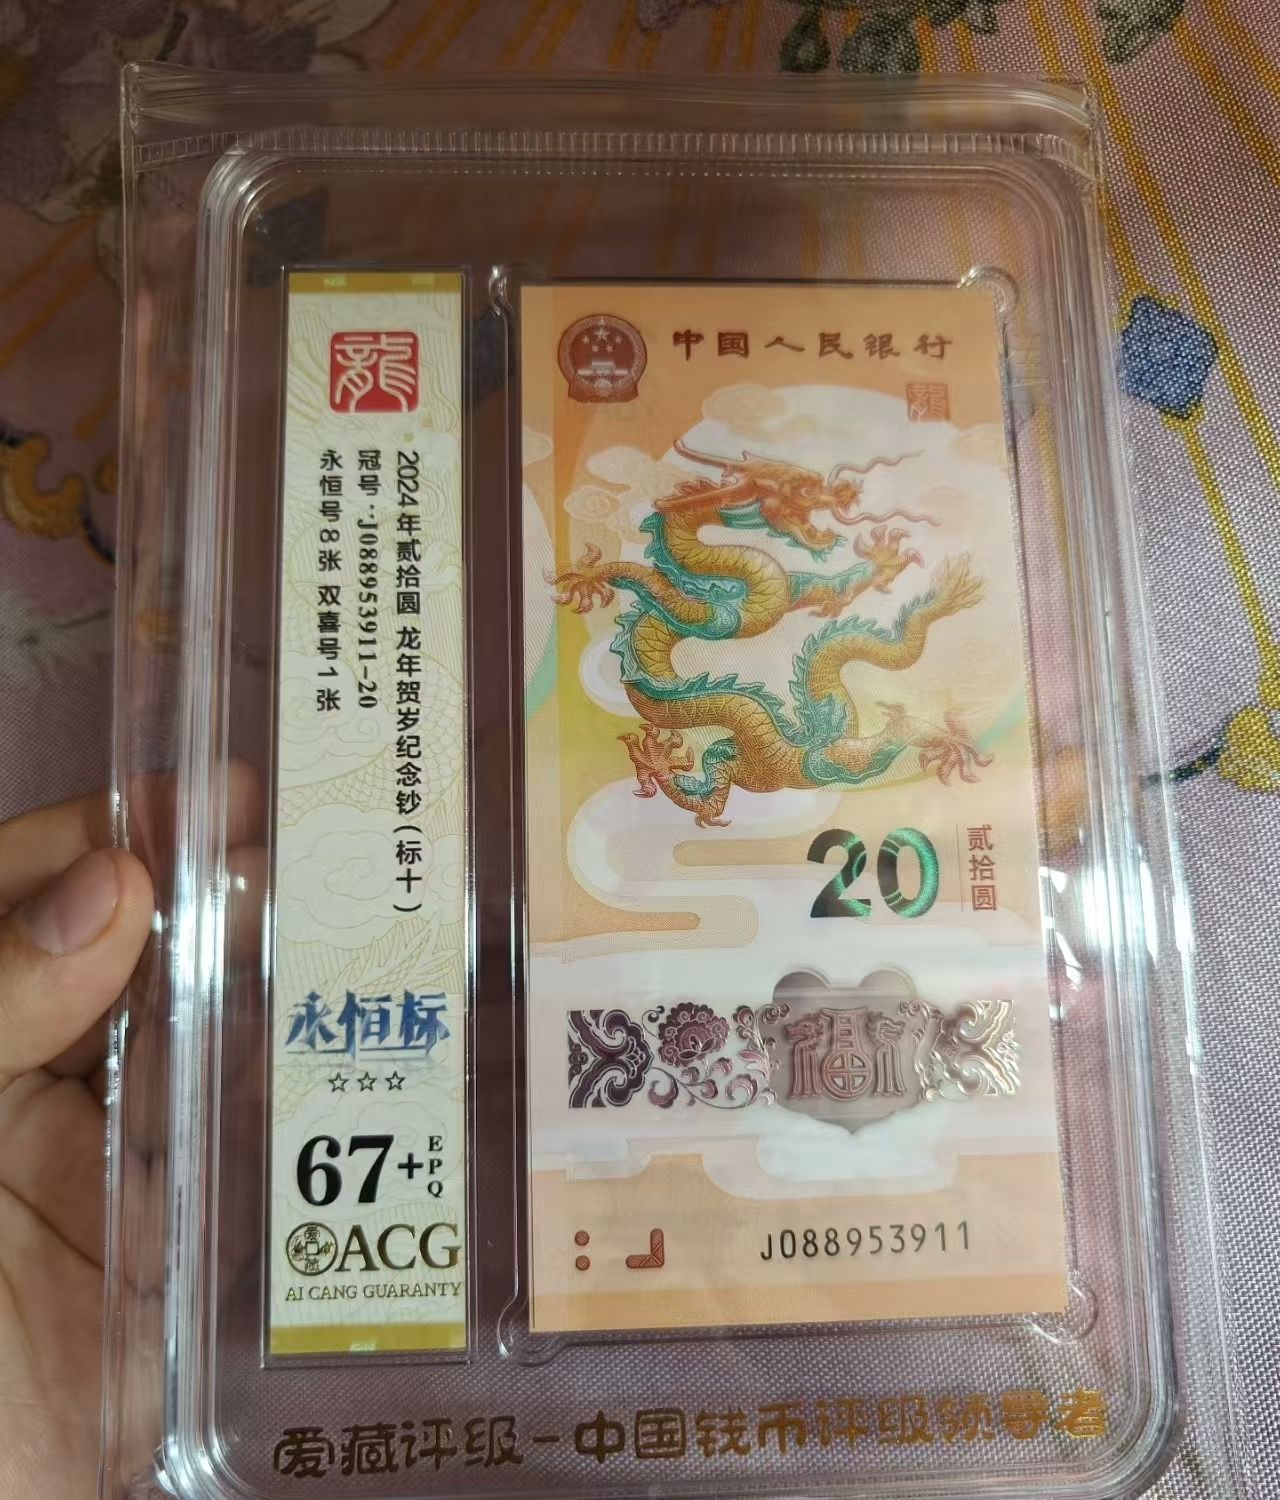 龍
2024年贰拾圆 龙年贺岁纪念钞(标十)
冠号:J088953911-20
永恒号8张 双喜号1张
永恒标
☆☆☆
67+
EPQ
爱藏
ACG
AI CANG GUARANTY
中国人民银行
龍
20
贰拾圆
福
J088953911
爱藏评级-中国钱币评级领导者